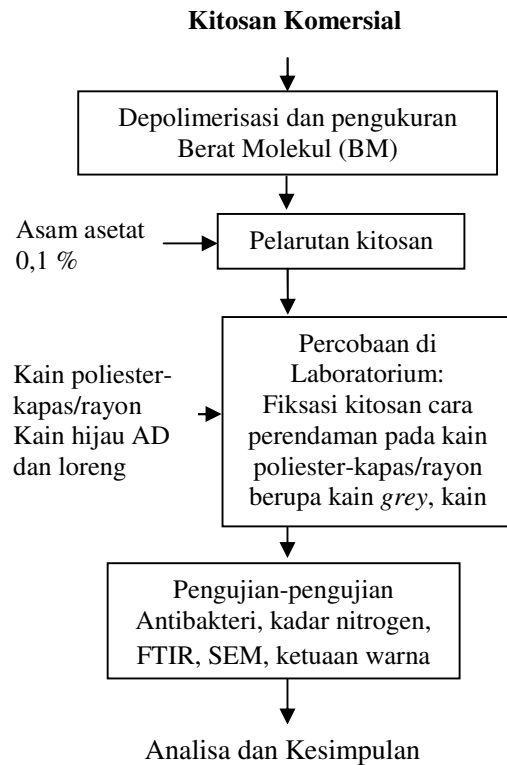 Kitosan Komersial
Depolimerisasi dan pengukuran
Berat Molekul (BM)
Asam asetat
0,1 %
Pelarutan kitosan
Kain poliester-
kapas/rayon
Kain hijau AD
dan loreng
Percobaan di
Laboratorium:
Fiksasi kitosan cara
perendaman pada kain
poliester-kapas/rayon
berupa kain grey, kain
Pengujian-pengujian
Antibakteri, kadar nitrogen,
FTIR, SEM, ketuaan warna
Analisa dan Kesimpulan